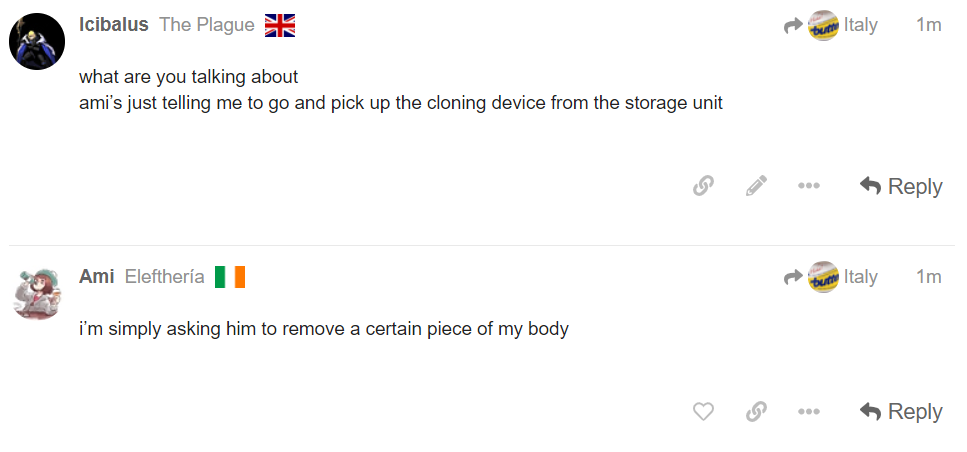 Icibalus The Plague Italy 1m
what are you talking about
ami’s just telling me to go and pick up the cloning device from the storage unit
Reply
Ami Elefthería Italy 1m
i’m simply asking him to remove a certain piece of my body
Reply